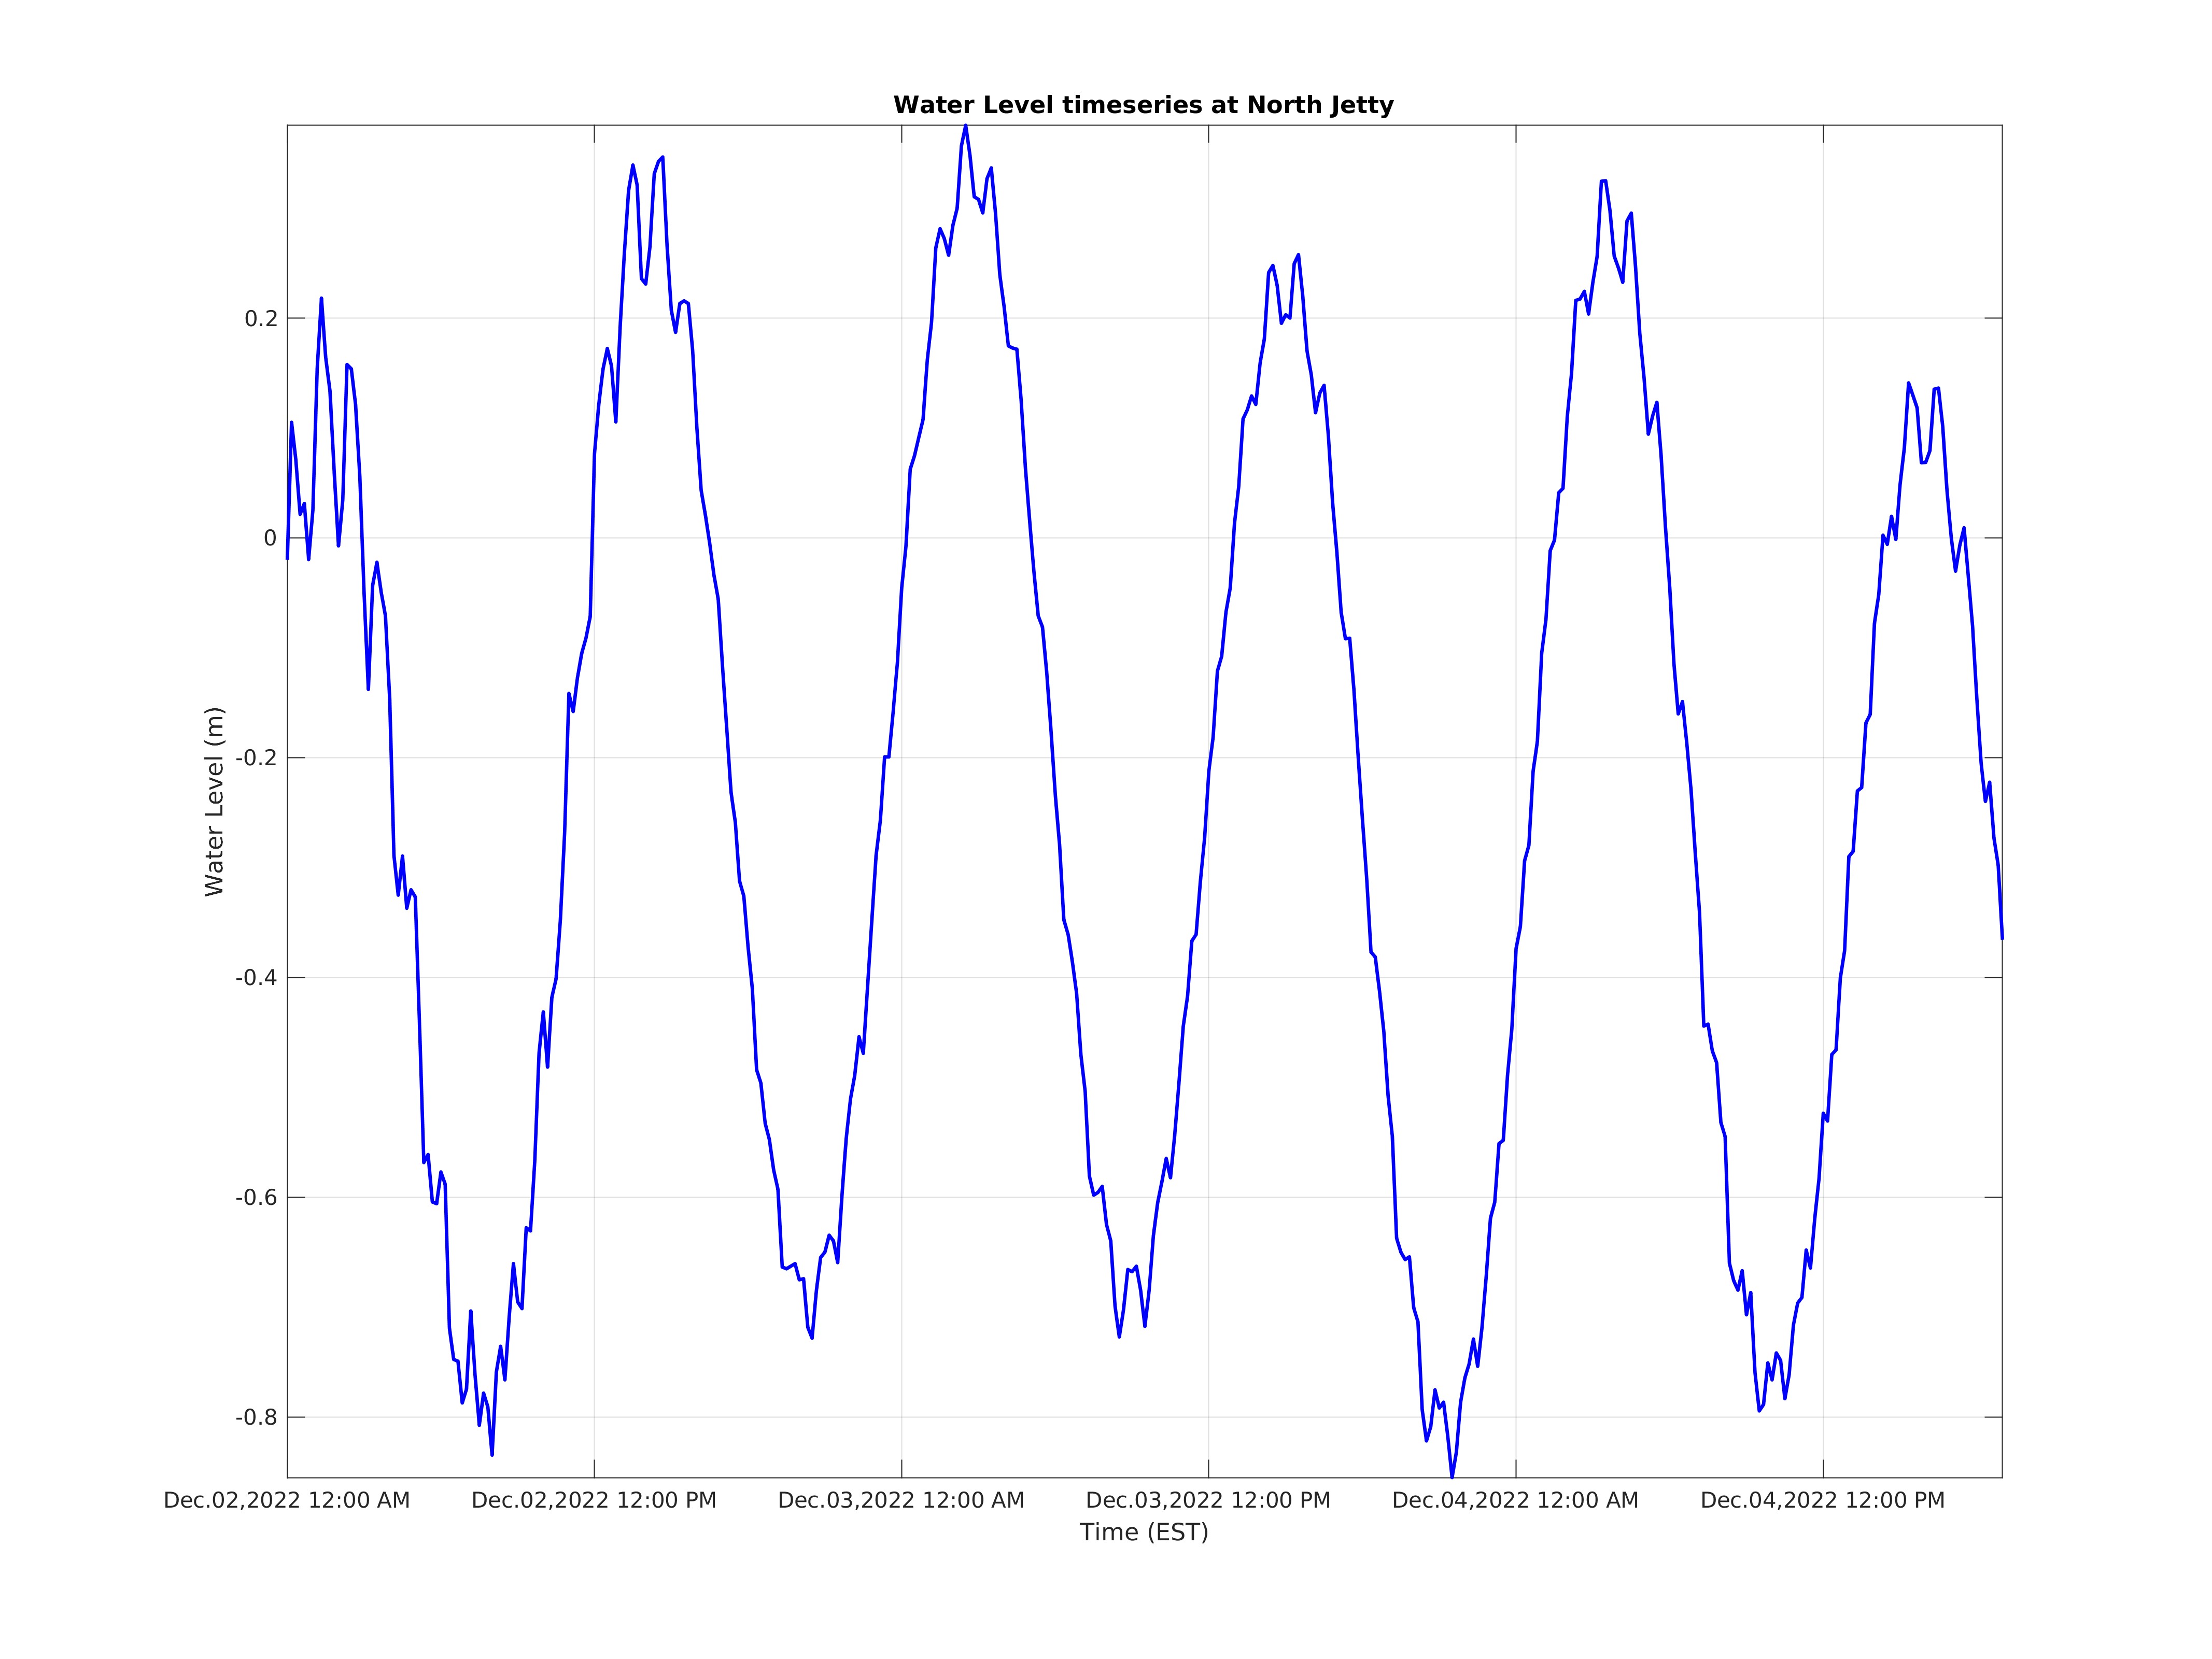 Water Level timeseries at North Jetty
0.2
0
-0.2
-0.4
-0.6
-0.8
Water Level (m)
Dec.02,2022 12:00 AM
Dec.02,2022 12:00 PM
Dec.03,2022 12:00 AM
Dec.03,2022 12:00 PM
Dec.04,2022 12:00 AM
Dec.04,2022 12:00 PM
Time (EST)